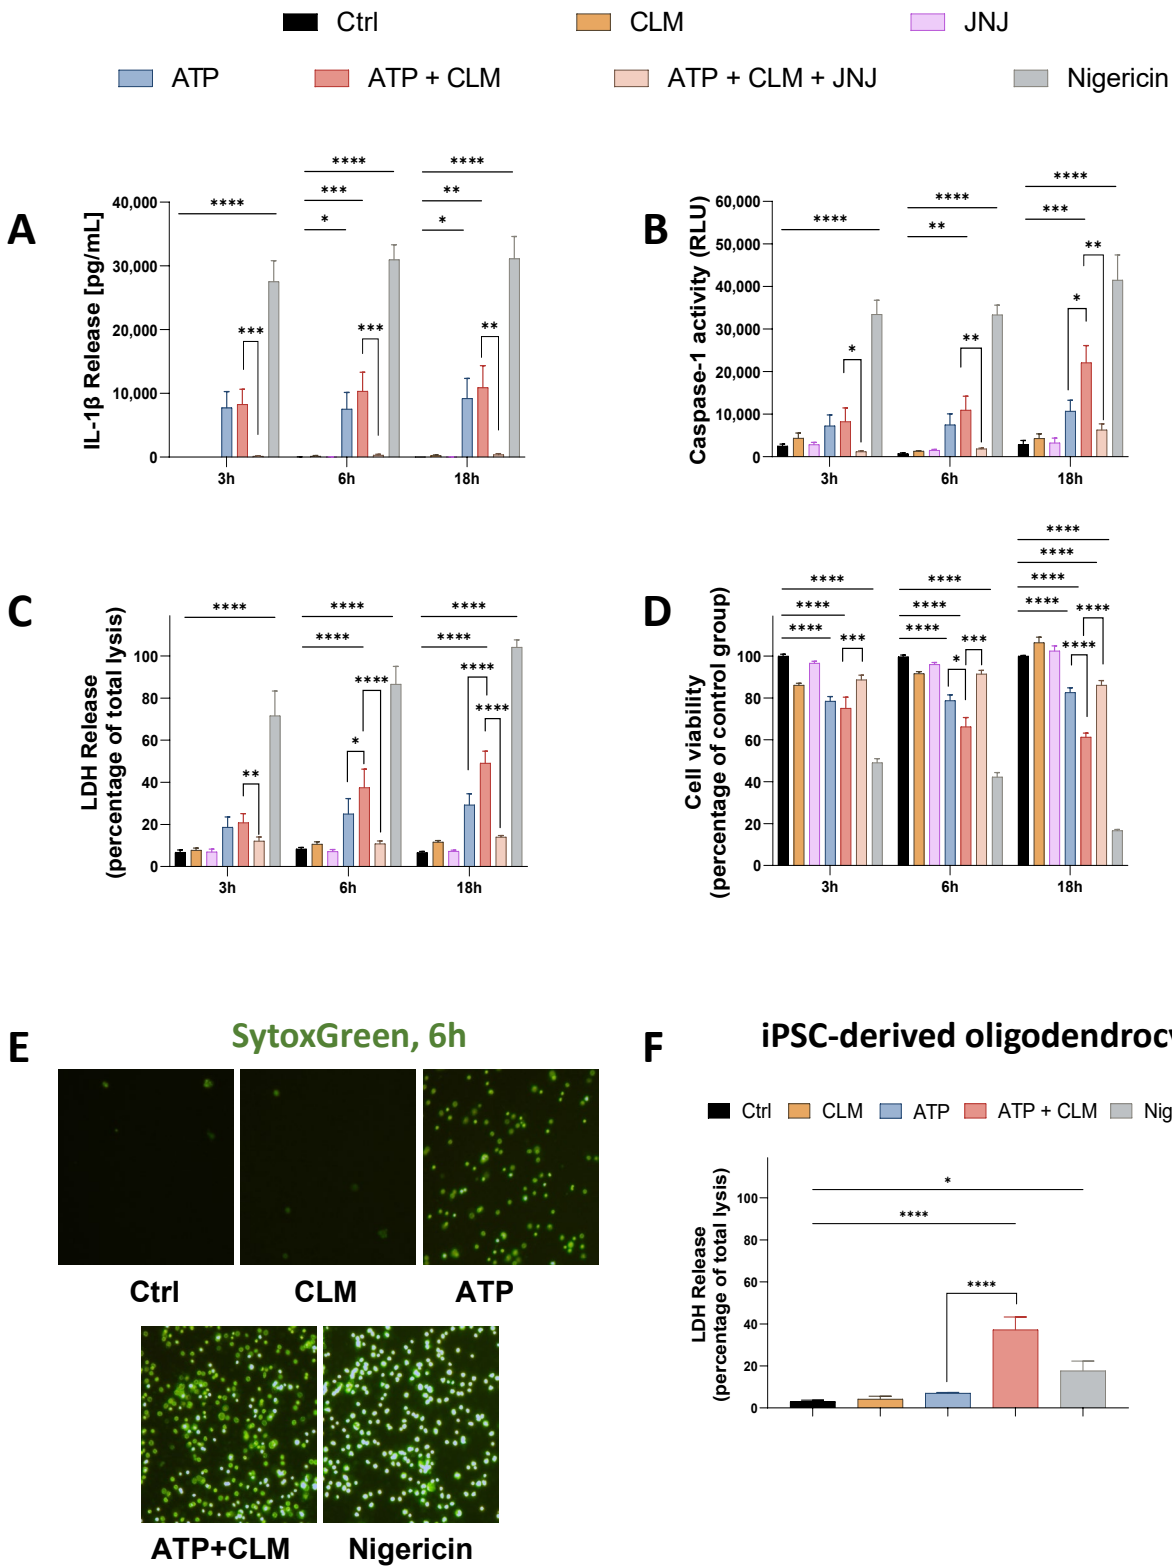 Ctrl CLM JNJ
ATP ATP + CLM ATP + CLM + JNJ Nigericin
A
IL-1β Release [pg/mL]
40,000
30,000
20,000
10,000
0
**** **** ****
*** **
* *
*** *** **
3h 6h 18h
B
Caspase-1 activity (RLU)
60,000
50,000
40,000
30,000
20,000
10,000
0
**** **** ****
** ***
* ** * **
3h 6h 18h
C
LDH Release
(percentage of total lysis)
100
80
60
40
20
0
**** **** ****
**** ****
** * **** **** ****
3h 6h 18h
D
Cell viability
(percentage of control group)
100
80
60
40
20
0
**** **** ****
**** **** ****
**** **** ****
****
*** * *** **** ****
3h 6h 18h
E
SytoxGreen, 6h
Ctrl CLM ATP
ATP+CLM Nigericin
F
iPSC-derived oligodendrocy
Ctrl CLM ATP ATP + CLM Nig
LDH Release
(percentage of total lysis)
100
80
60
40
20
0
*
****
****